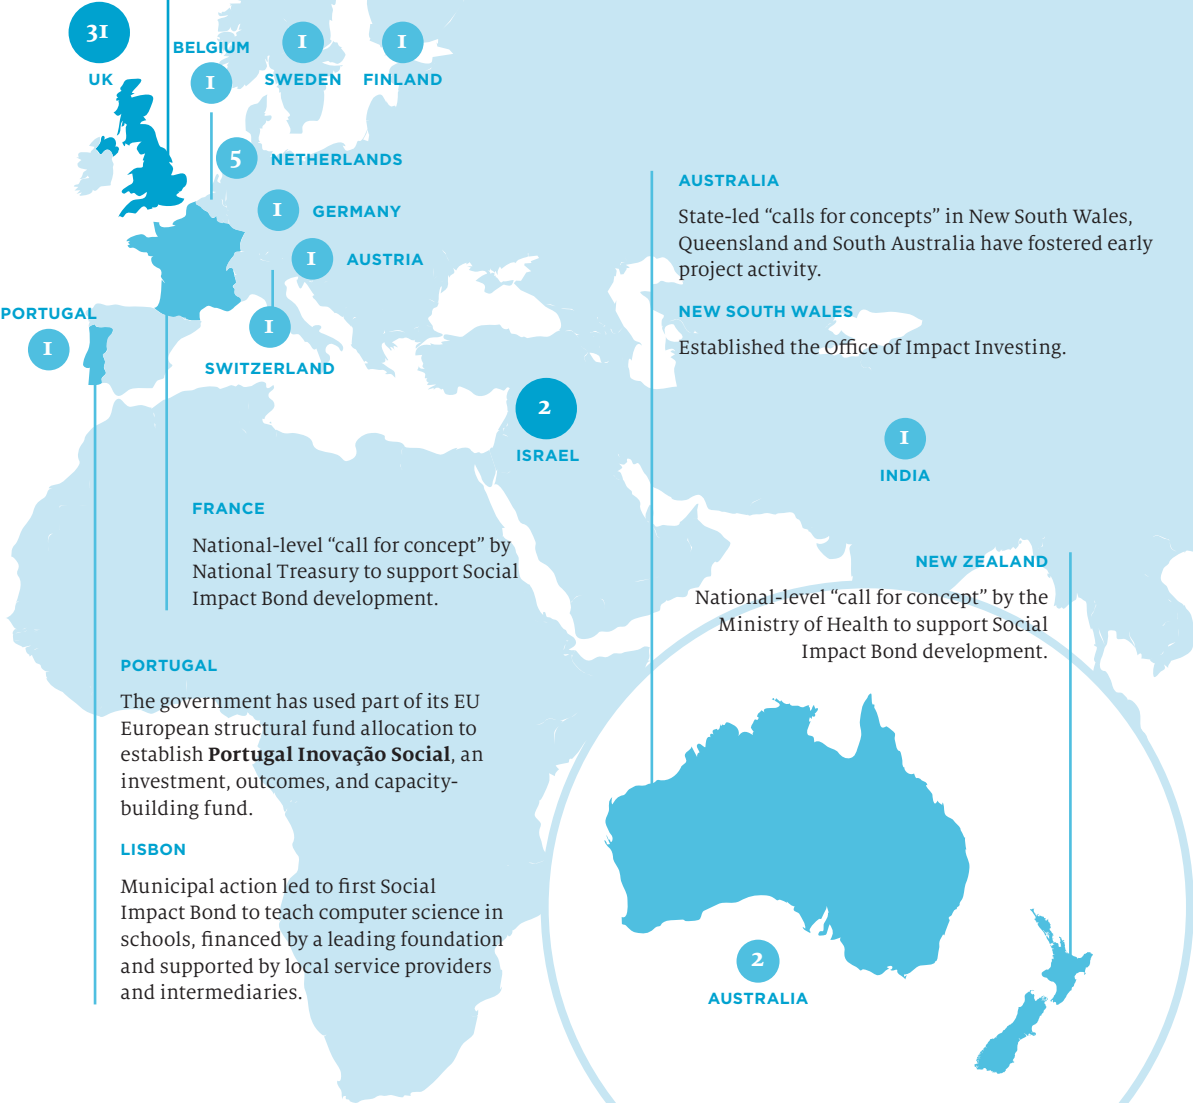 31
UK
BELGIUM
1
1
SWEDEN
1
FINLAND
5
NETHERLANDS
1
GERMANY
1
AUSTRIA
PORTUGAL
1
1
SWITZERLAND
2
ISRAEL
1
INDIA
AUSTRALIA
State-led “calls for concepts” in New South Wales,
Queensland and South Australia have fostered early
project activity.
NEW SOUTH WALES
Established the Office of Impact Investing.
FRANCE
National-level “call for concept” by
National Treasury to support Social
Impact Bond development.
NEW ZEALAND
National-level “call for concept” by the
Ministry of Health to support Social
Impact Bond development.
PORTUGAL
The government has used part of its EU
European structural fund allocation to
establish Portugal Inovação Social, an
investment, outcomes, and capacity-
building fund.
LISBON
Municipal action led to first Social
Impact Bond to teach computer science in
schools, financed by a leading foundation
and supported by local service providers
and intermediaries.
2
AUSTRALIA